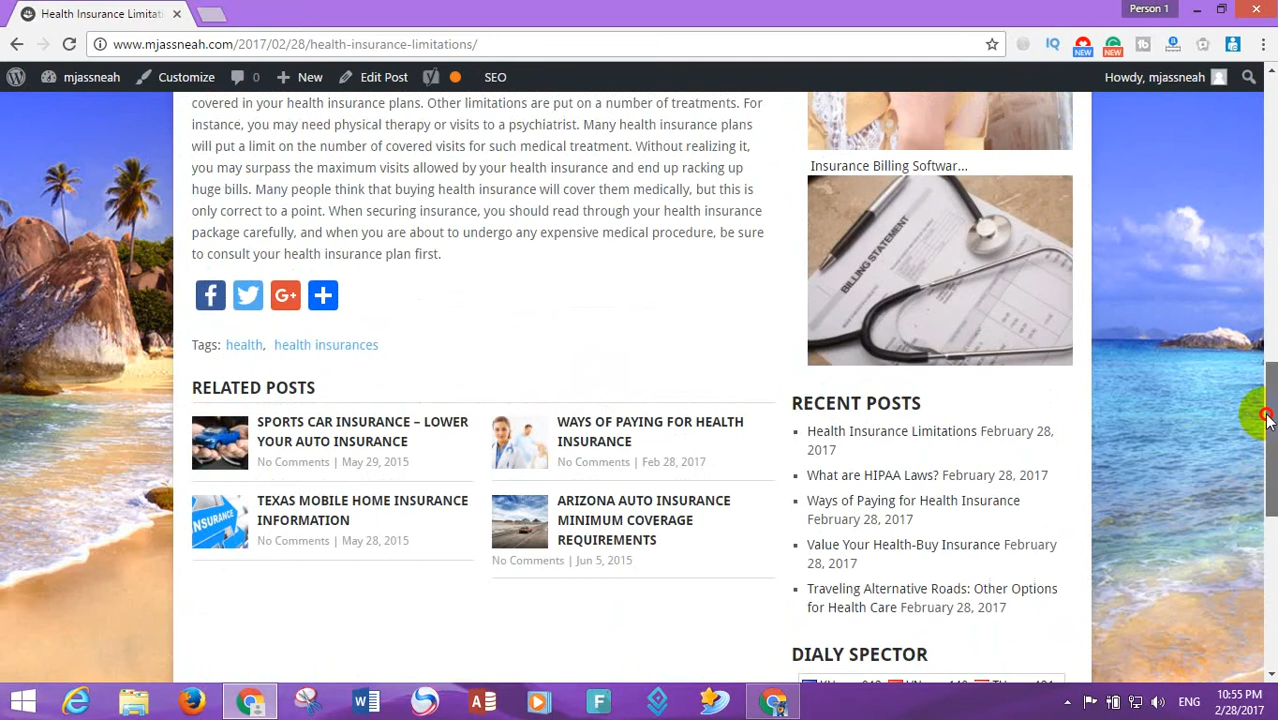 Health Insurance Limitati
Person 1
www.mjassneah.com/2017/02/28/health-insurance-limitations/
NEW
NEW
mjassneah
Customize
0
New
Edit Post
SEO
Howdy, mjassneah
covered in your health insurance plans. Other limitations are put on a number of treatments. For
instance, you may need physical therapy or visits to a psychiatrist. Many health insurance plans
will put a limit on the number of covered visits for such medical treatment. Without realizing it,
you may surpass the maximum visits allowed by your health insurance and end up racking up
huge bills. Many people think that buying health insurance will cover them medically, but this is
only correct to a point. When securing insurance, you should read through your health insurance
package carefully, and when you are about to undergo any expensive medical procedure, be sure
to consult your health insurance plan first.
Tags: health, health insurances
RELATED POSTS
SPORTS CAR INSURANCE – LOWER
YOUR AUTO INSURANCE
No Comments | May 29, 2015
WAYS OF PAYING FOR HEALTH
INSURANCE
No Comments | Feb 28, 2017
INSURANCE
TEXAS MOBILE HOME INSURANCE
INFORMATION
No Comments | May 28, 2015
ARIZONA AUTO INSURANCE
MINIMUM COVERAGE
REQUIREMENTS
No Comments | Jun 5, 2015
Insurance Billing Softwar...
BILLING STATEMENT
RECENT POSTS
Health Insurance Limitations February 28,
2017
What are HIPAA Laws? February 28, 2017
Ways of Paying for Health Insurance
February 28, 2017
Value Your Health-Buy Insurance February
28, 2017
Traveling Alternative Roads: Other Options
for Health Care February 28, 2017
DIALY SPECTOR
ENG
10:55 PM
2/28/2017